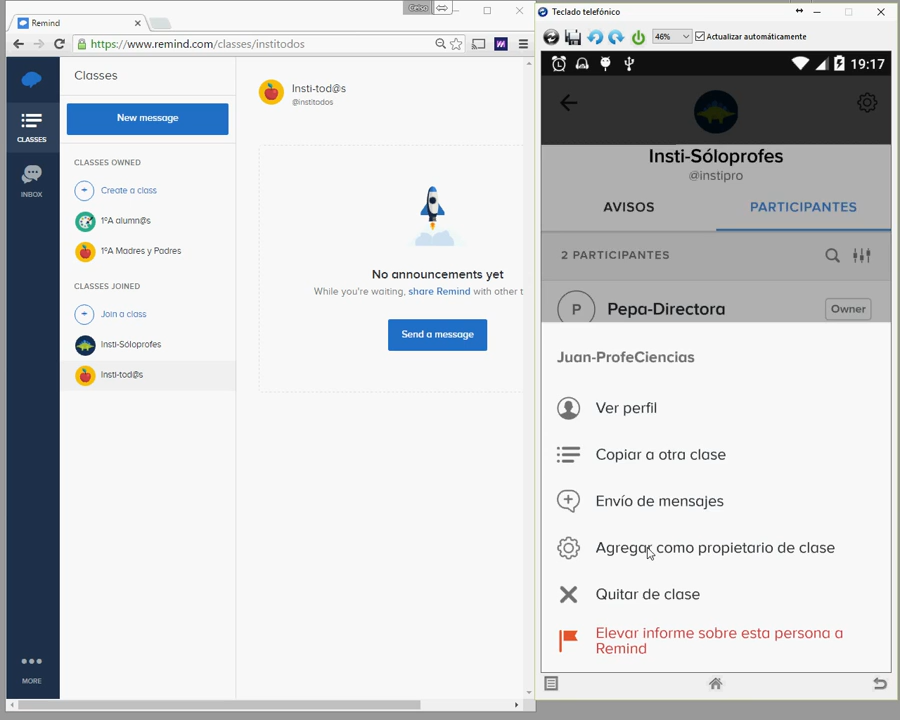 Celso
Remind
https://www.remind.com/classes/institodos
Classes
New message
CLASSES
INBOX
CLASSES OWNED
Create a class
1ºA alumn@s
1ºA Madres y Padres
CLASSES JOINED
Join a class
Insti-Sóloprofes
Insti-tod@s
MORE
Insti-tod@s
@institodos
No announcements yet
While you're waiting, share Remind with other t
Send a message
Teclado telefónico
46%
Actualizar automáticamente
19:17
Insti-Sóloprofes
@instipro
AVISOS
PARTICIPANTES
2 PARTICIPANTES
P
Pepa-Directora
Owner
Juan-ProfeCiencias
Ver perfil
Copiar a otra clase
Envío de mensajes
Agregar como propietario de clase
Quitar de clase
Elevar informe sobre esta persona a
Remind